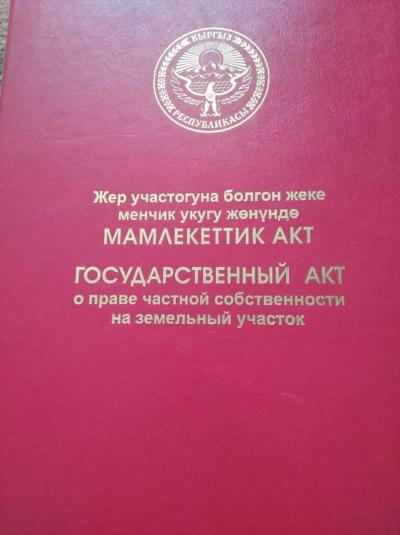 КЫРГЫЗ
РЕСПУБЛИКАСЫ
Жер участогуна болгон жеке
менчик укугу жөнүндө
МАМЛЕКЕТТИК АКТ
ГОСУДАРСТВЕННЫЙ АКТ
о праве частной собственности
на земельный участок